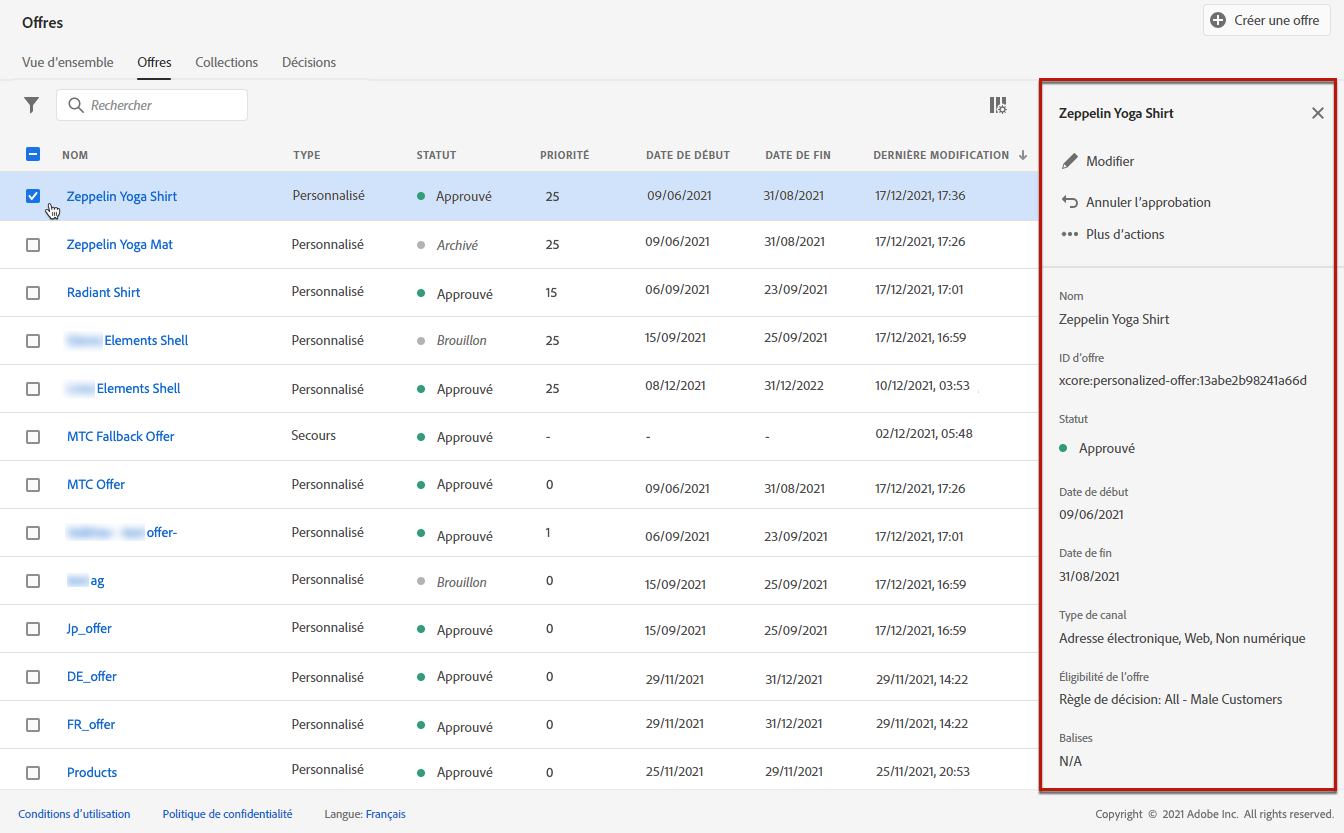 Offres
Créer une offre
Vue d'ensemble Offres Collections Décisions
Rechercher
NOM TYPE STATUT PRIORITÉ DATE DE DÉBUT DATE DE FIN DERNIÈRE MODIFICATION
Zeppelin Yoga Shirt Personnalisé Approuvé 25 09/06/2021 31/08/2021 17/12/2021, 17:36
Zeppelin Yoga Mat Personnalisé Archivé 25 09/06/2021 31/08/2021 17/12/2021, 17:26
Radiant Shirt Personnalisé Approuvé 15 06/09/2021 23/09/2021 17/12/2021, 17:01
Elements Shell Personnalisé Brouillon 25 15/09/2021 25/09/2021 17/12/2021, 16:59
Elements Shell Personnalisé Approuvé 25 08/12/2021 31/12/2022 10/12/2021, 03:53
MTC Fallback Offer Secours Approuvé - - - 02/12/2021, 05:48
MTC Offer Personnalisé Approuvé 0 09/06/2021 31/08/2021 17/12/2021, 17:26
offer- Personnalisé Approuvé 1 06/09/2021 23/09/2021 17/12/2021, 17:01
ag Personnalisé Brouillon 0 15/09/2021 25/09/2021 17/12/2021, 16:59
Jp_offer Personnalisé Approuvé 0 15/09/2021 25/09/2021 17/12/2021, 16:59
DE_offer Personnalisé Approuvé 0 29/11/2021 31/12/2021 29/11/2021, 14:22
FR_offer Personnalisé Approuvé 0 29/11/2021 31/12/2021 29/11/2021, 14:22
Products Personnalisé Approuvé 0 25/11/2021 29/11/2021 25/11/2021, 20:53
Zeppelin Yoga Shirt
Modifier
Annuler l'approbation
Plus d'actions
Nom
Zeppelin Yoga Shirt
ID d'offre
xcore:personalized-offer:13abe2b98241a66d
Statut
Approuvé
Date de début
09/06/2021
Date de fin
31/08/2021
Type de canal
Adresse électronique, Web, Non numérique
Éligibilité de l'offre
Règle de décision: All - Male Customers
Balises
N/A
Conditions d'utilisation Politique de confidentialité Langue: Français Copyright © 2021 Adobe Inc. All rights reserved.